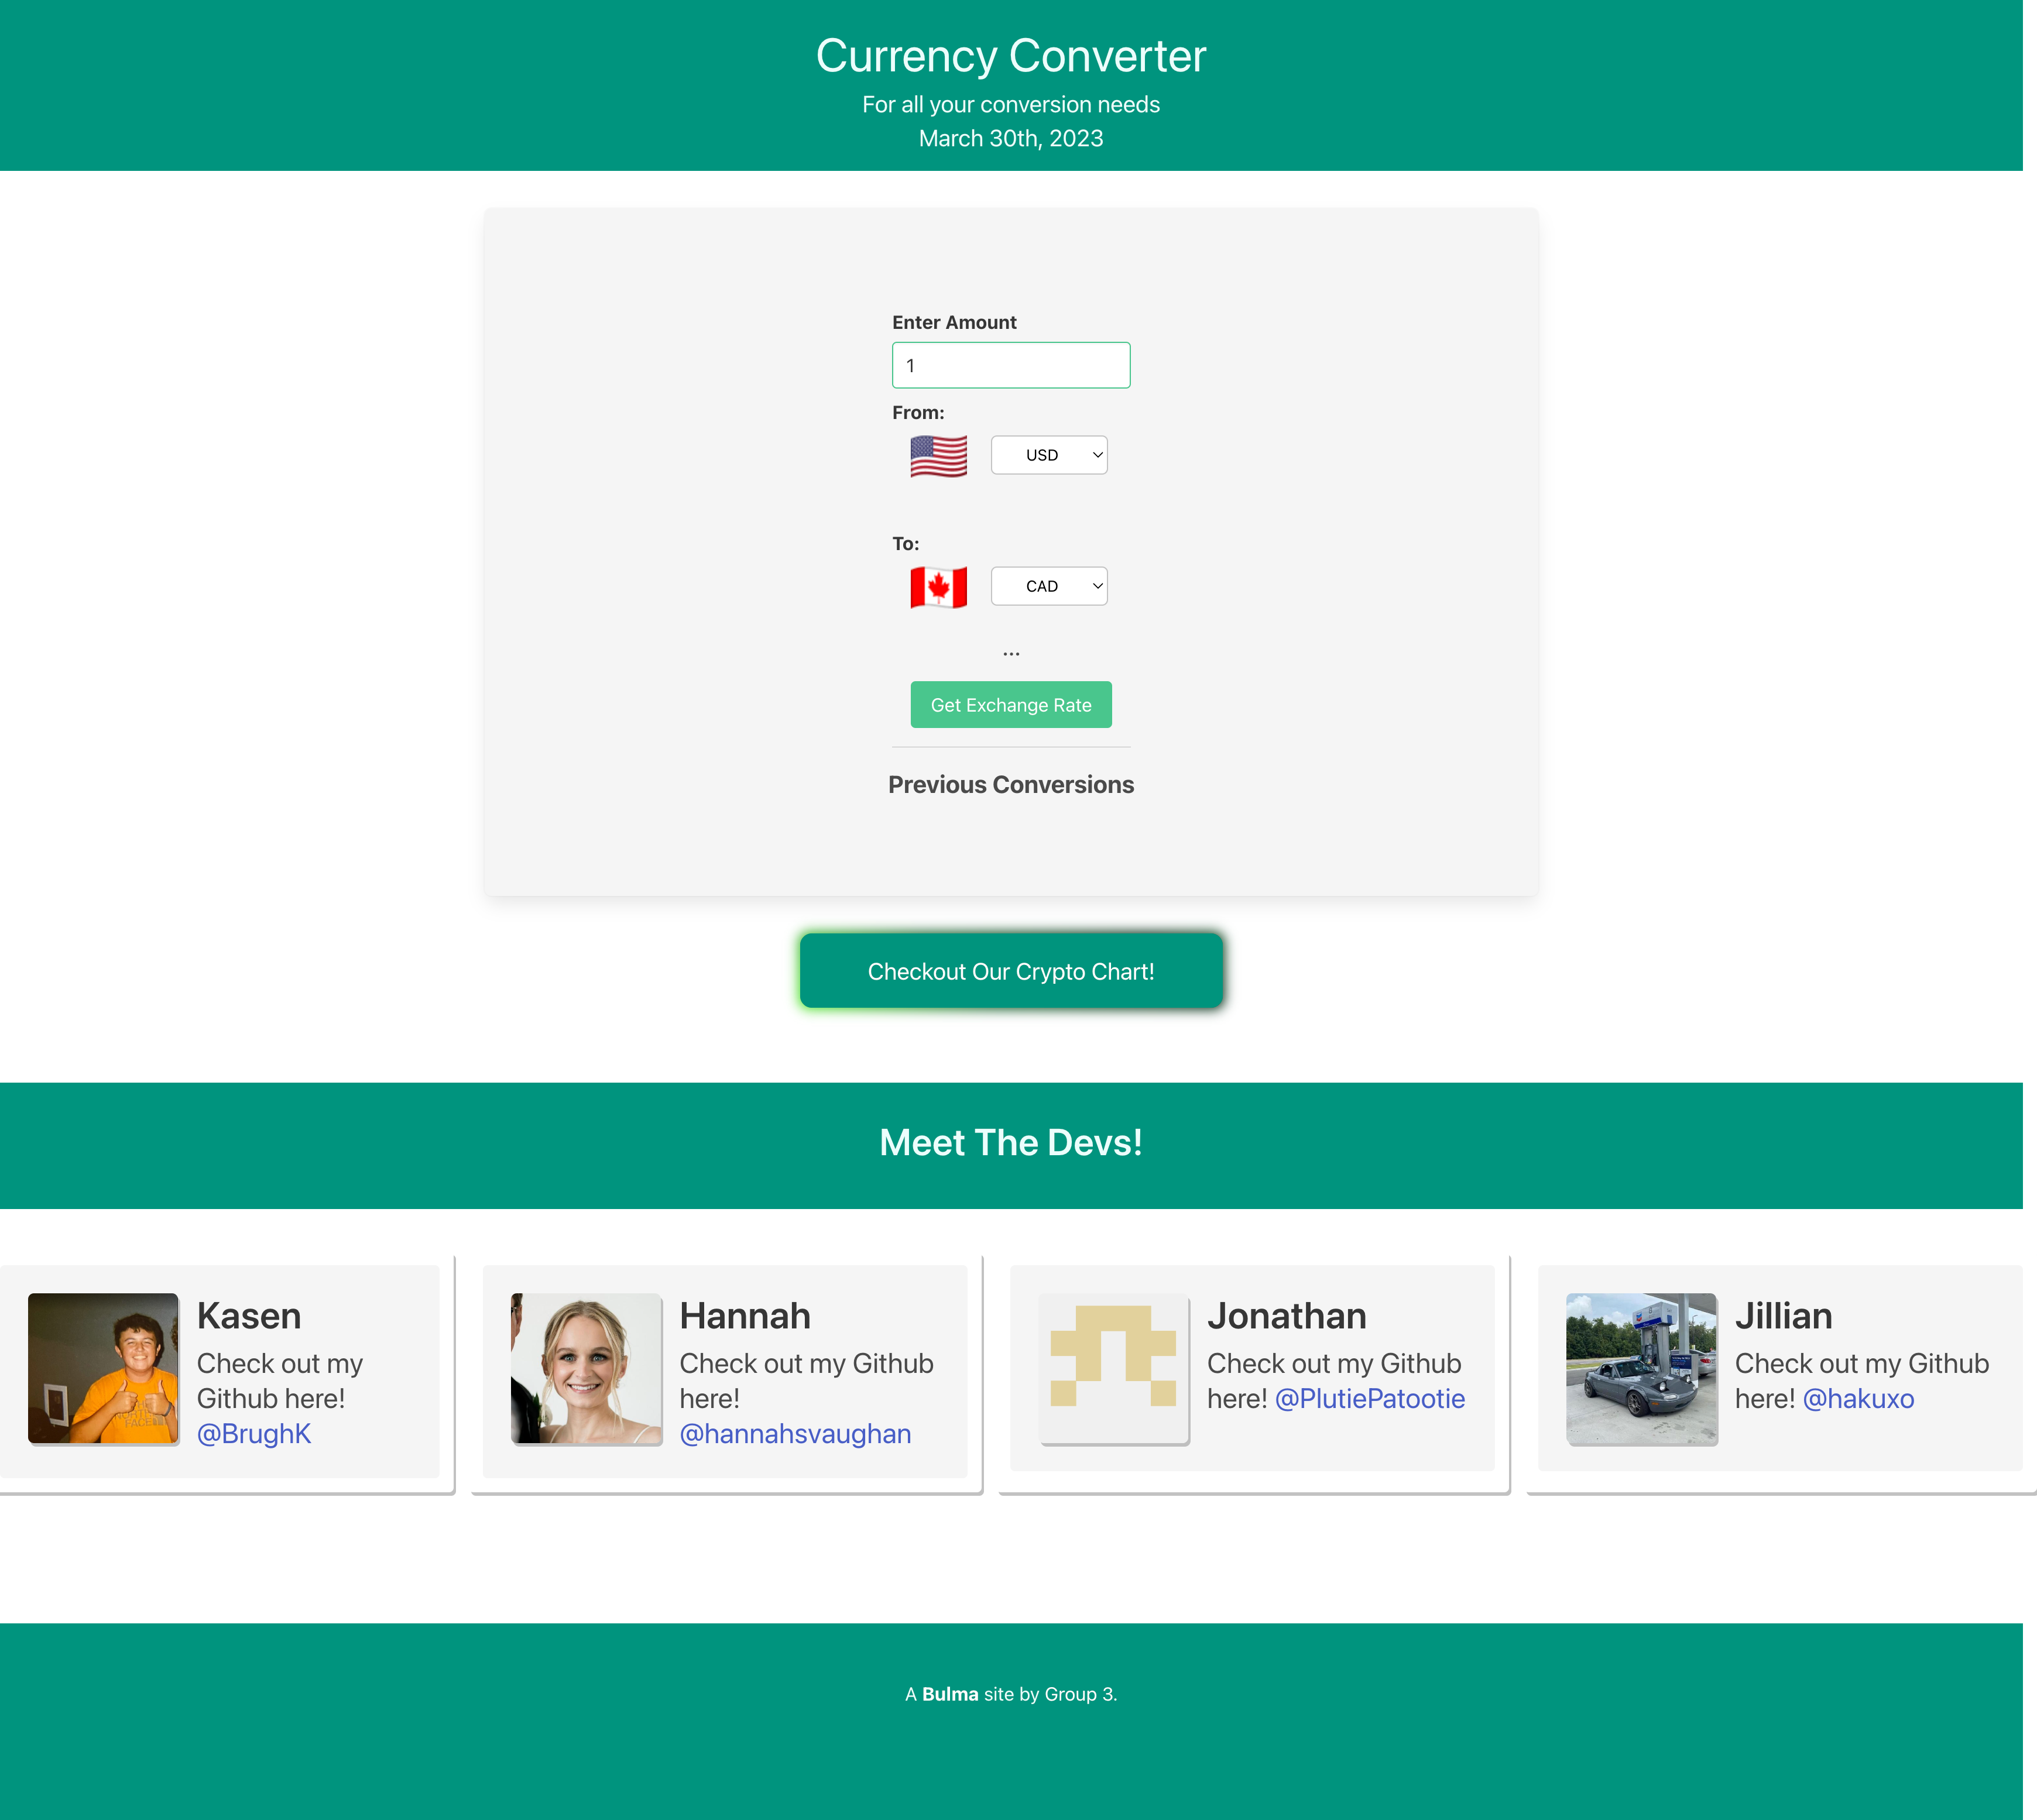 Currency Converter
For all your conversion needs
March 30th, 2023
Enter Amount
1
From:
USD
To:
CAD
...
Get Exchange Rate
Previous Conversions
Checkout Our Crypto Chart!
Meet The Devs!
Kasen
Check out my
Github here!
@BrughK
Hannah
Check out my Github
here!
@hannahsvaughan
Jonathan
Check out my Github
here! @PlutiePatootie
Jillian
Check out my Github
here! @hakuxo
A Bulma site by Group 3.